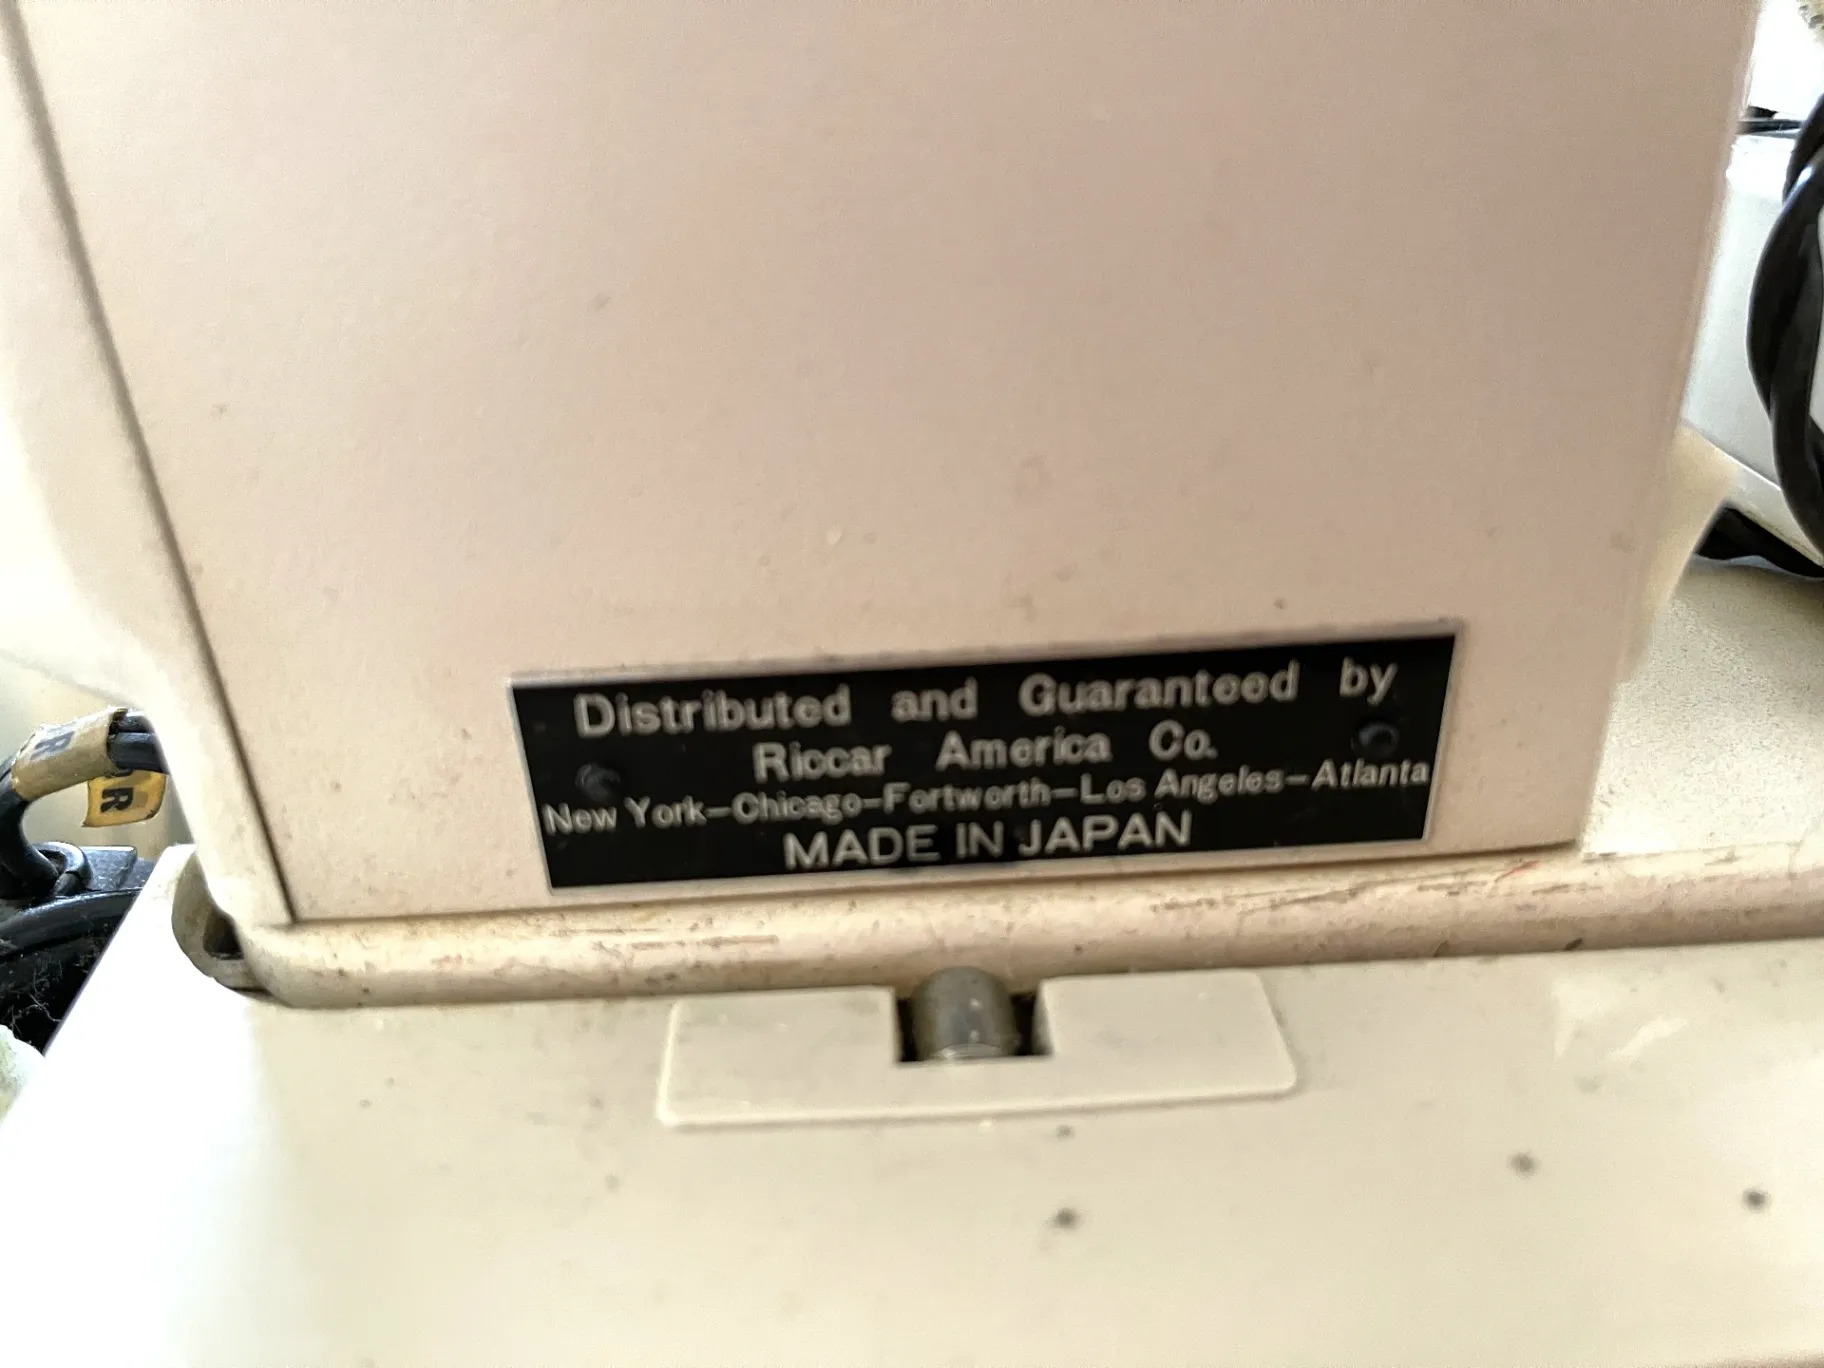 Distributed and Guaranteed by
Riccar America Co.
New York-Chicago-Fortworth-Los Angeles-Atlanta
MADE IN JAPAN
R
R